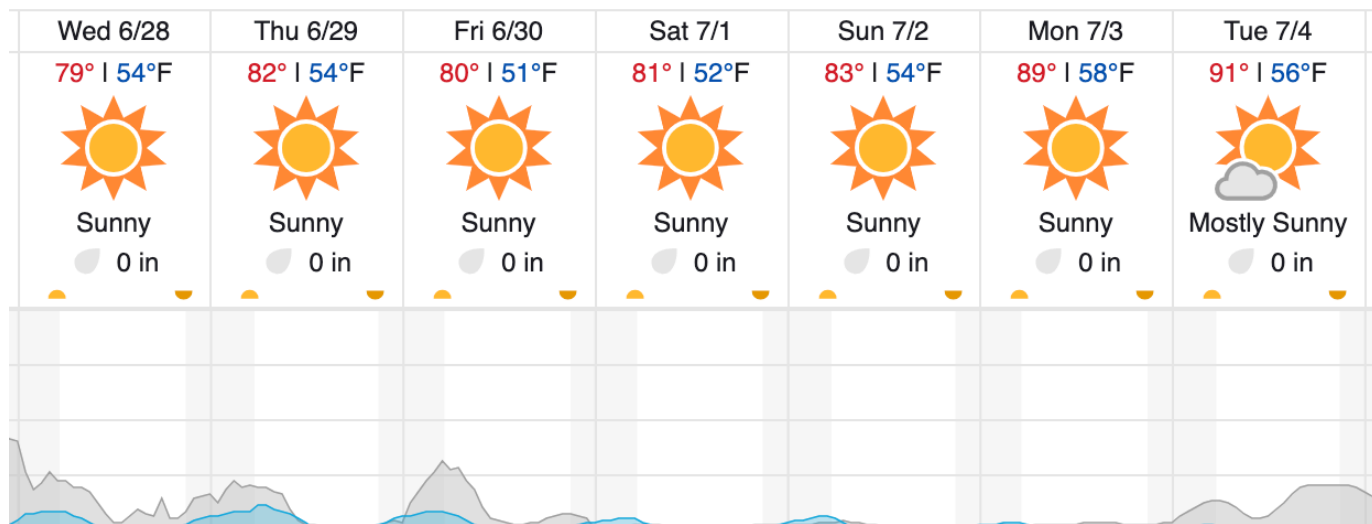 Wed 6/28 Thu 6/29 Fri 6/30 Sat 7/1 Sun 7/2 Mon 7/3 Tue 7/4
79° | 54°F 82° | 54°F 80° | 51°F 81° | 52°F 83° | 54°F 89° | 58°F 91° | 56°F
Sunny Sunny Sunny Sunny Sunny Sunny Mostly Sunny
0 in 0 in 0 in 0 in 0 in 0 in 0 in